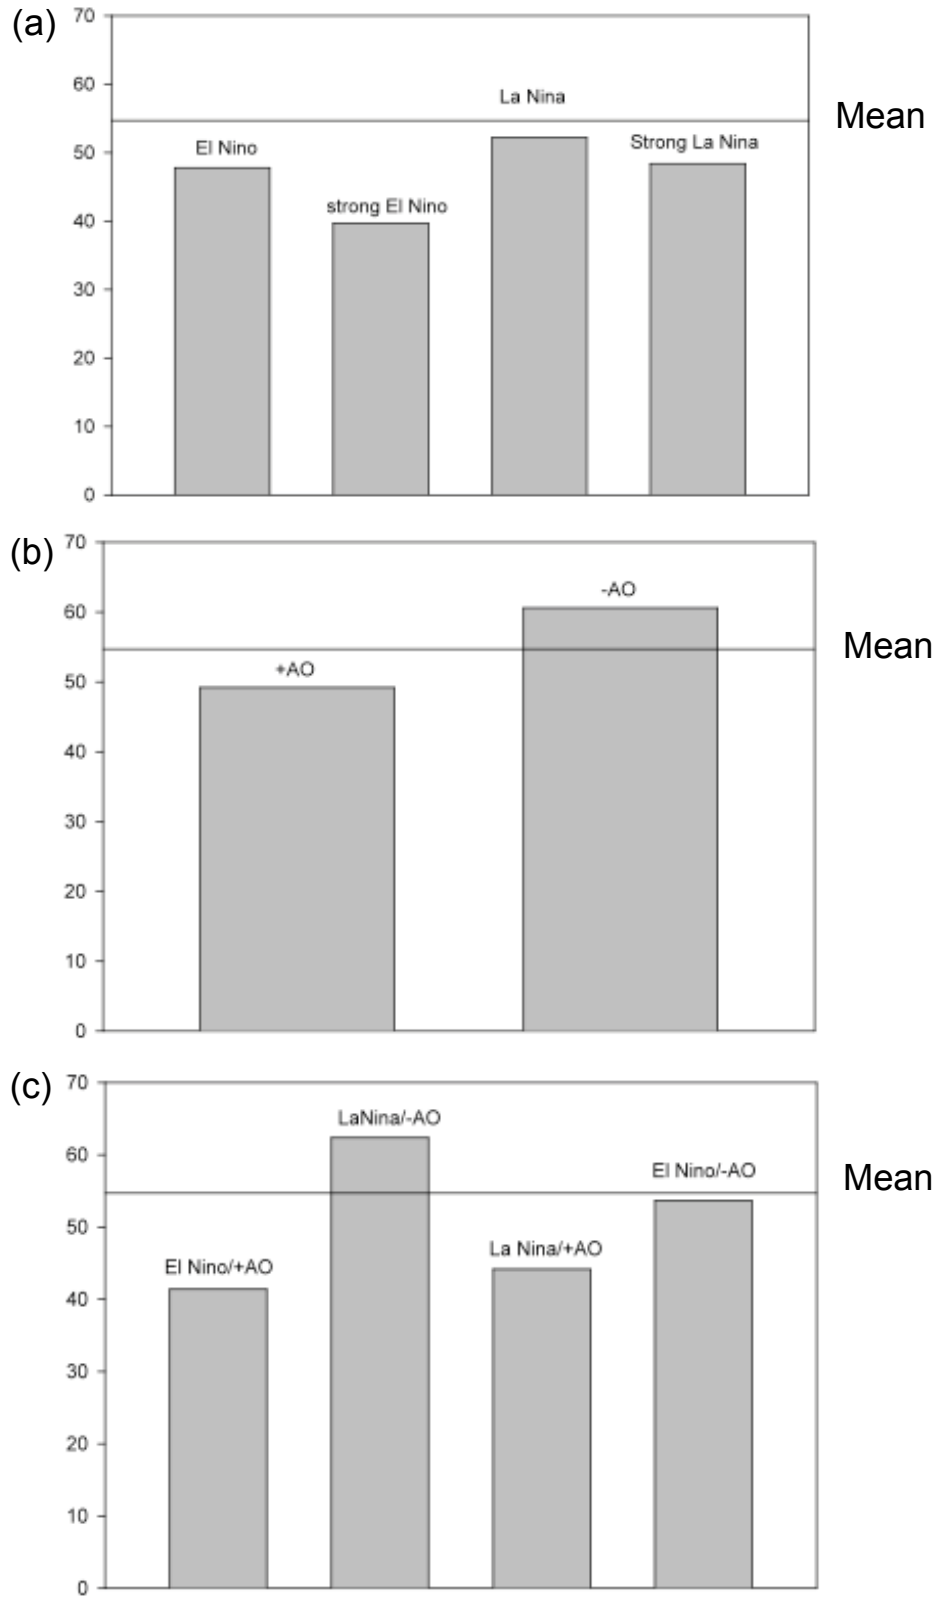 (a)
70
60
50
40
30
20
10
0
El Nino
strong El Nino
La Nina
Strong La Nina
Mean
(b)
70
60
50
40
30
20
10
0
+AO
-AO
Mean
(c)
70
60
50
40
30
20
10
0
El Nino/+AO
LaNina/-AO
La Nina/+AO
El Nino/-AO
Mean